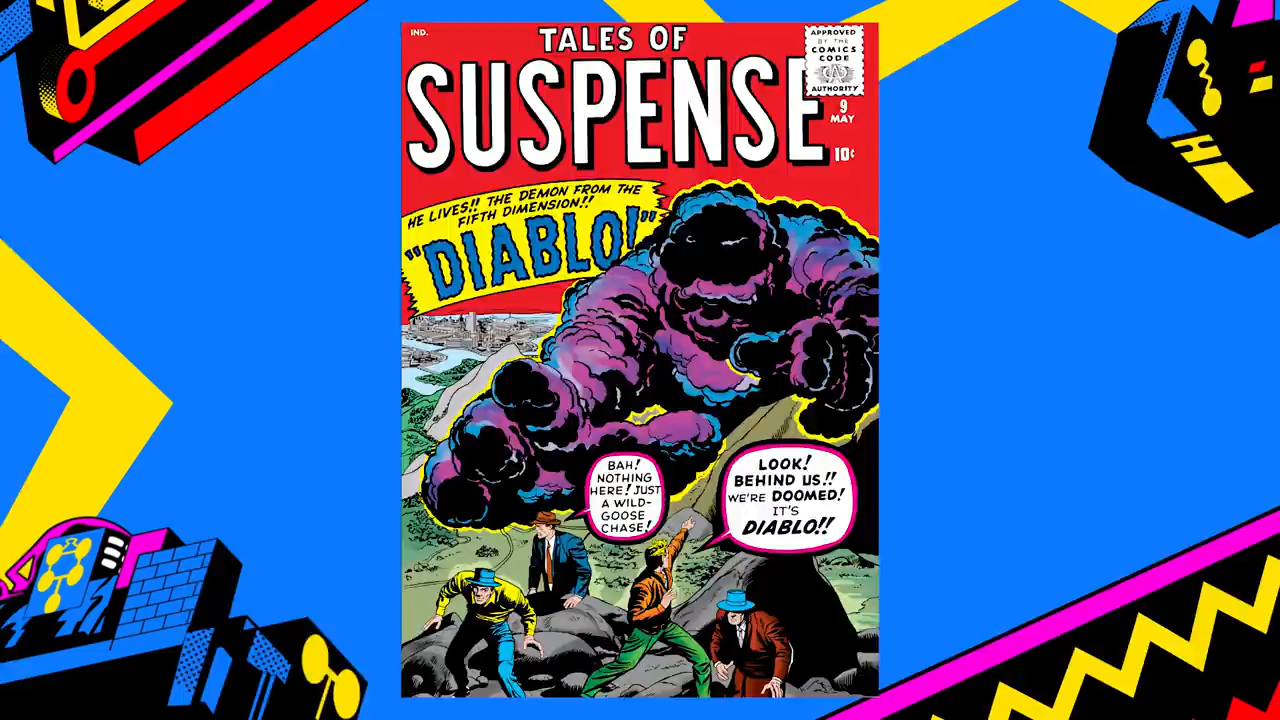 IND.
TALES OF
SUSPENSE
APPROVED
BY THE
COMICS
CODE
CA
AUTHORITY
9
MAY
10¢
HE LIVES!! THE DEMON FROM THE
FIFTH DIMENSION!!
"DIABLO!"
BAH!
NOTHING
HERE! JUST
A WILD-
GOOSE
CHASE!
LOOK!
BEHIND US!!
WE'RE DOOMED!
IT'S
DIABLO!!